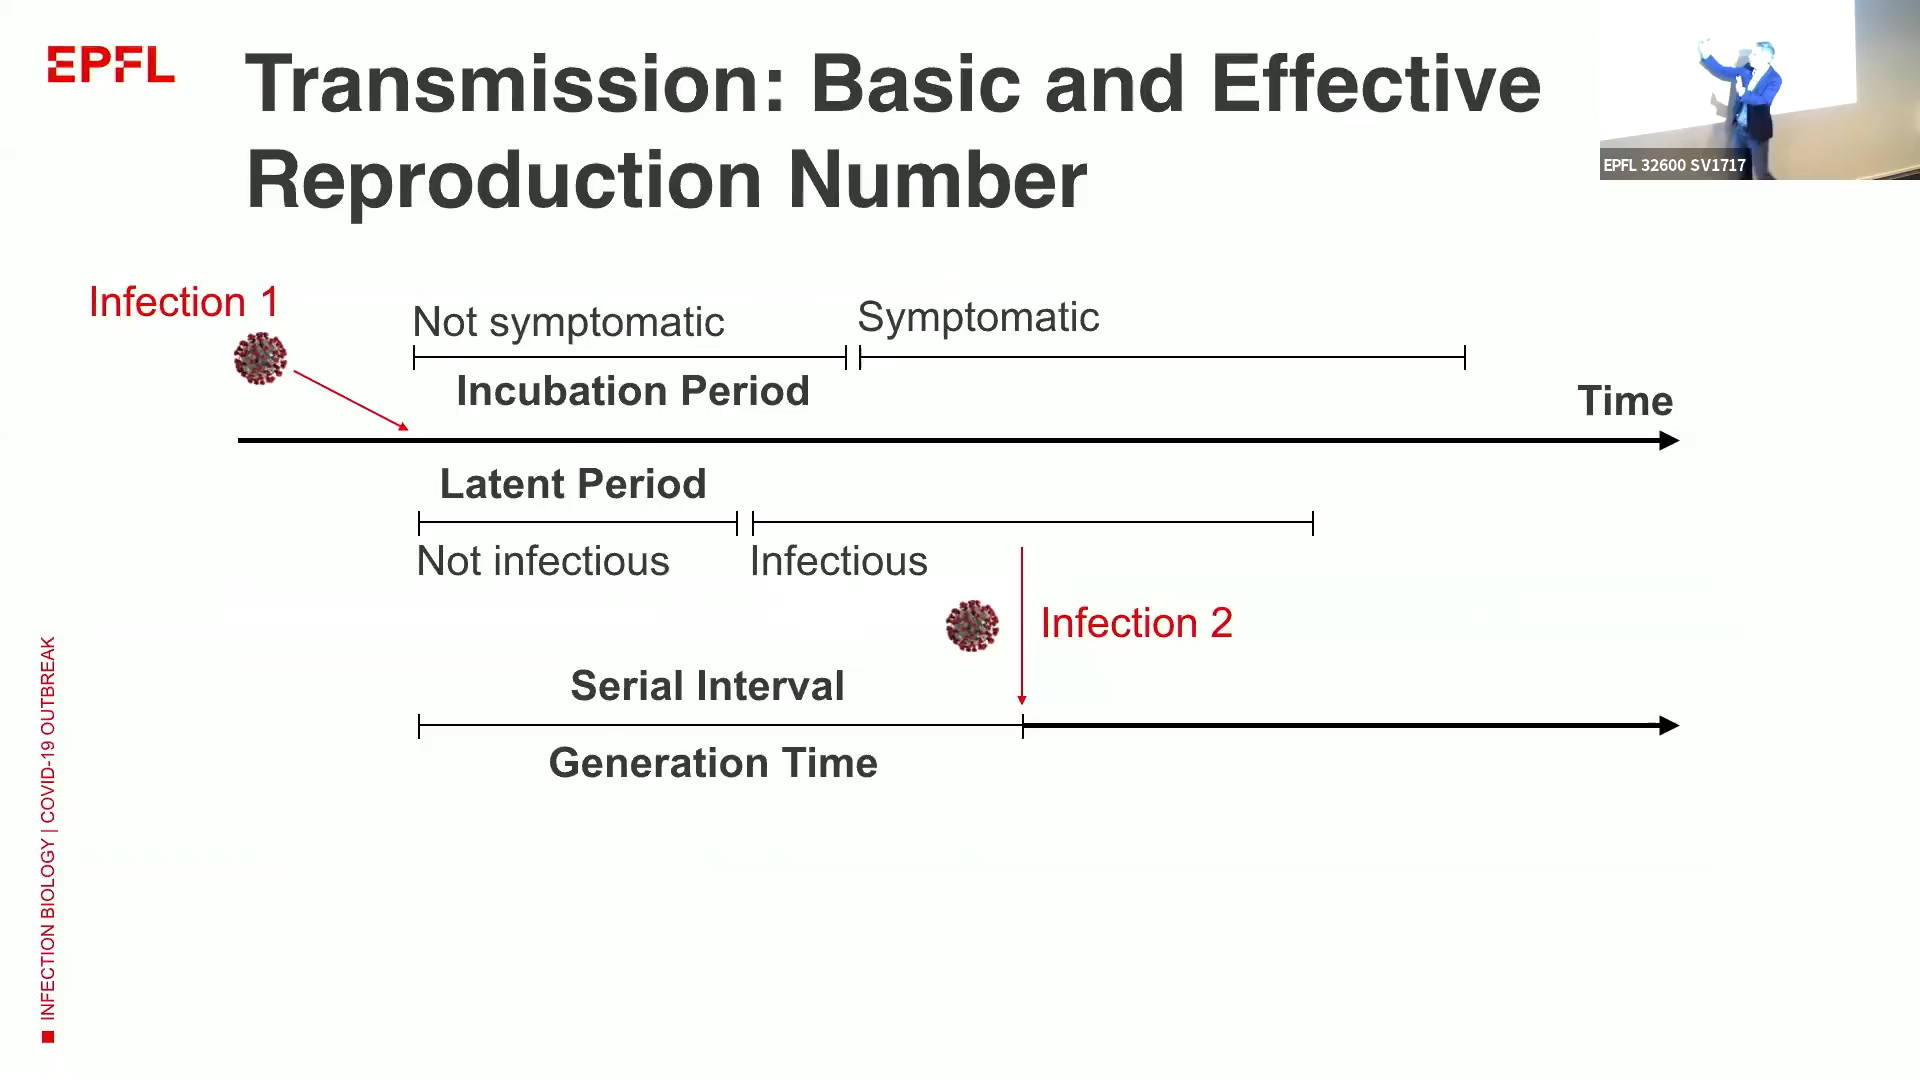 EPFL
Transmission: Basic and Effective
Reproduction Number
EPFL 32600 SV1717
Infection 1
Not symptomatic
Symptomatic
Incubation Period
Time
Latent Period
Not infectious
Infectious
Infection 2
Serial Interval
Generation Time
INFECTION BIOLOGY | COVID-19 OUTBREAK